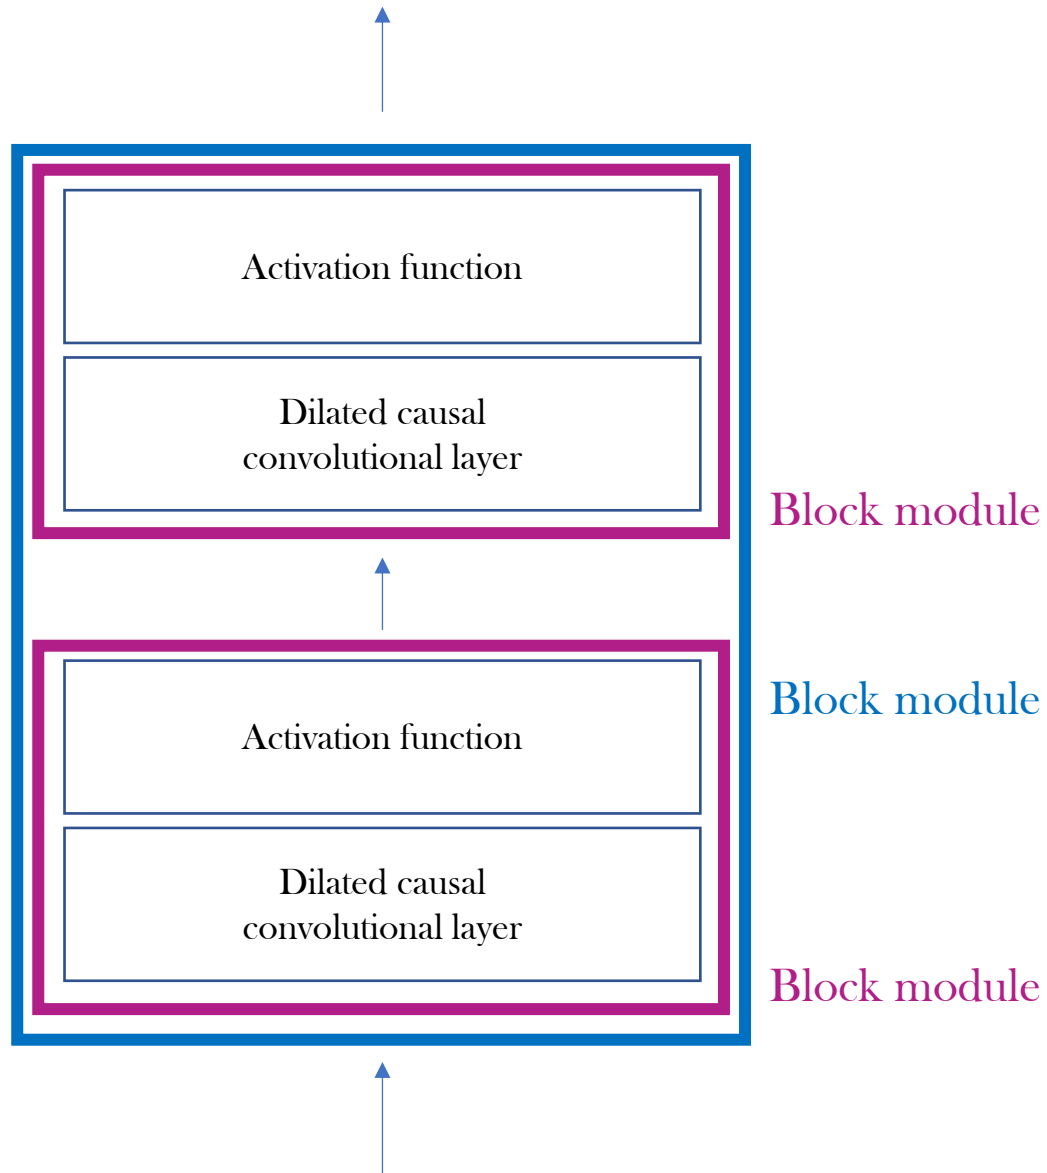 Activation function
Dilated causal
convolutional layer
Block module
Block module
Activation function
Dilated causal
convolutional layer
Block module